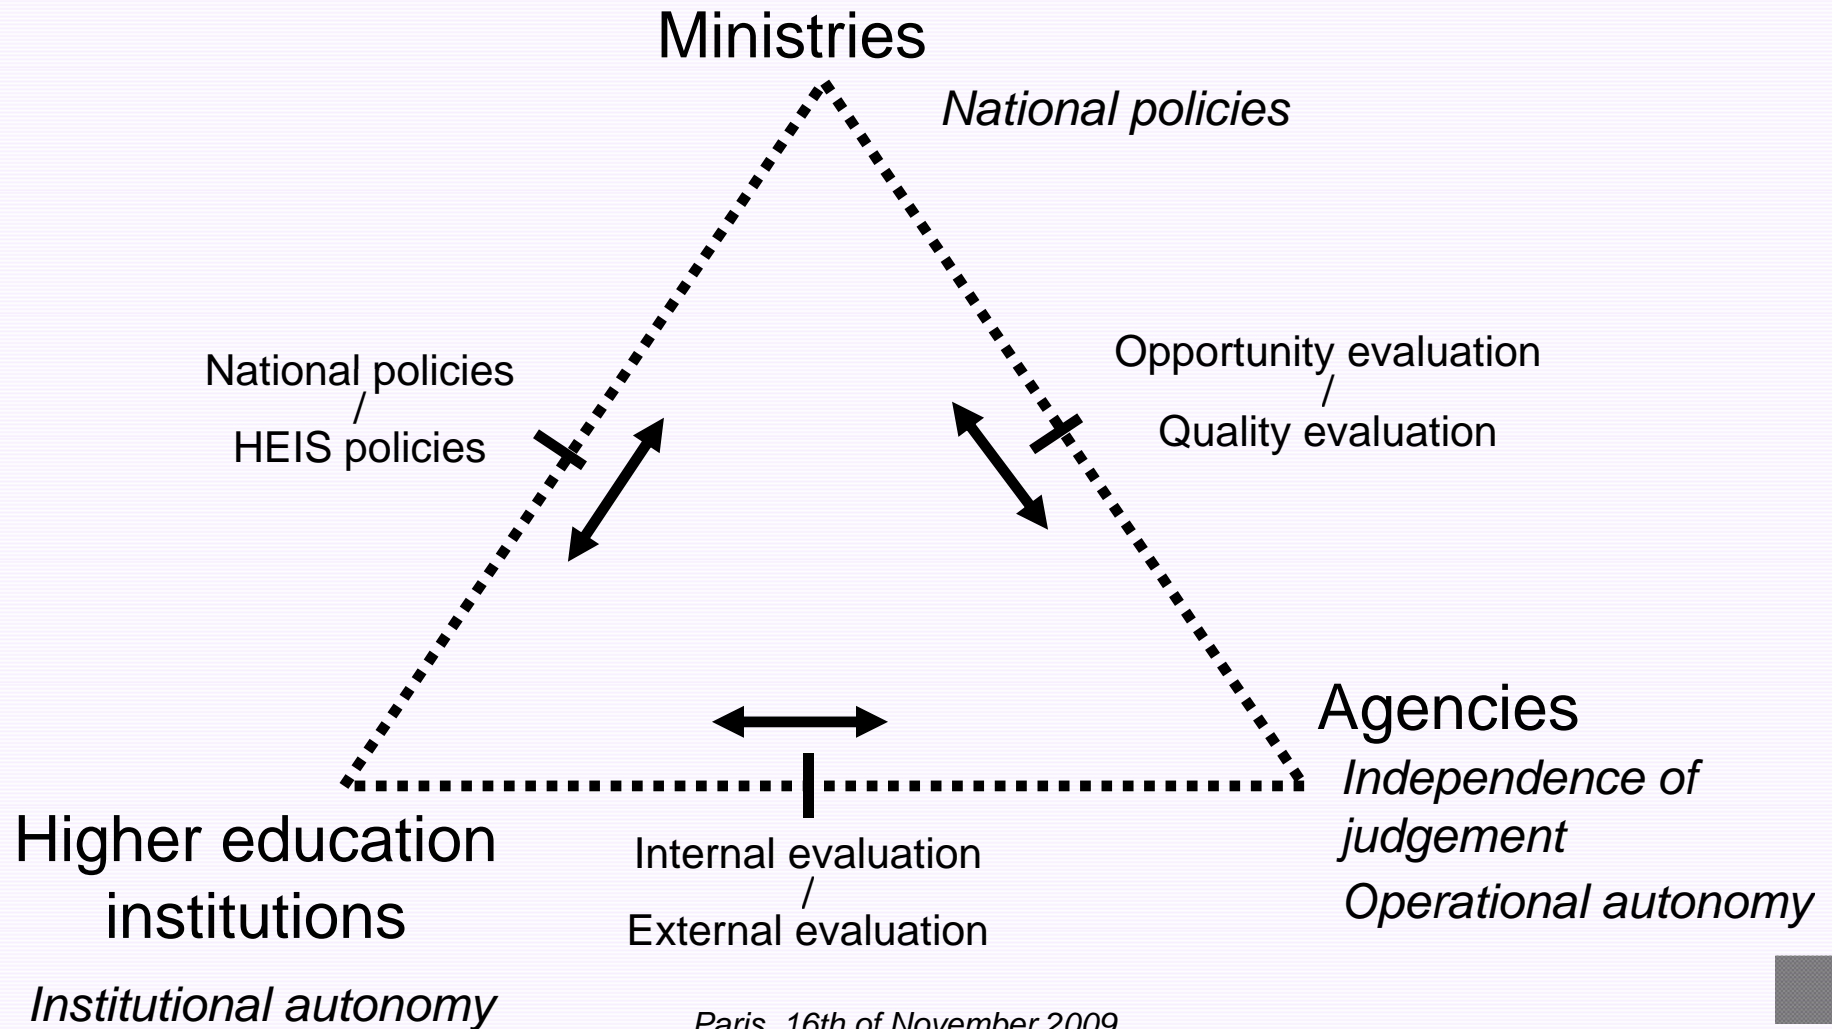 Ministries
National policies
National policies
/
HEIS policies
Opportunity evaluation
/
Quality evaluation
Agencies
Independence of
judgement
Operational autonomy
Higher education
institutions
Institutional autonomy
Internal evaluation
/
External evaluation
Paris, 16th of November 2009